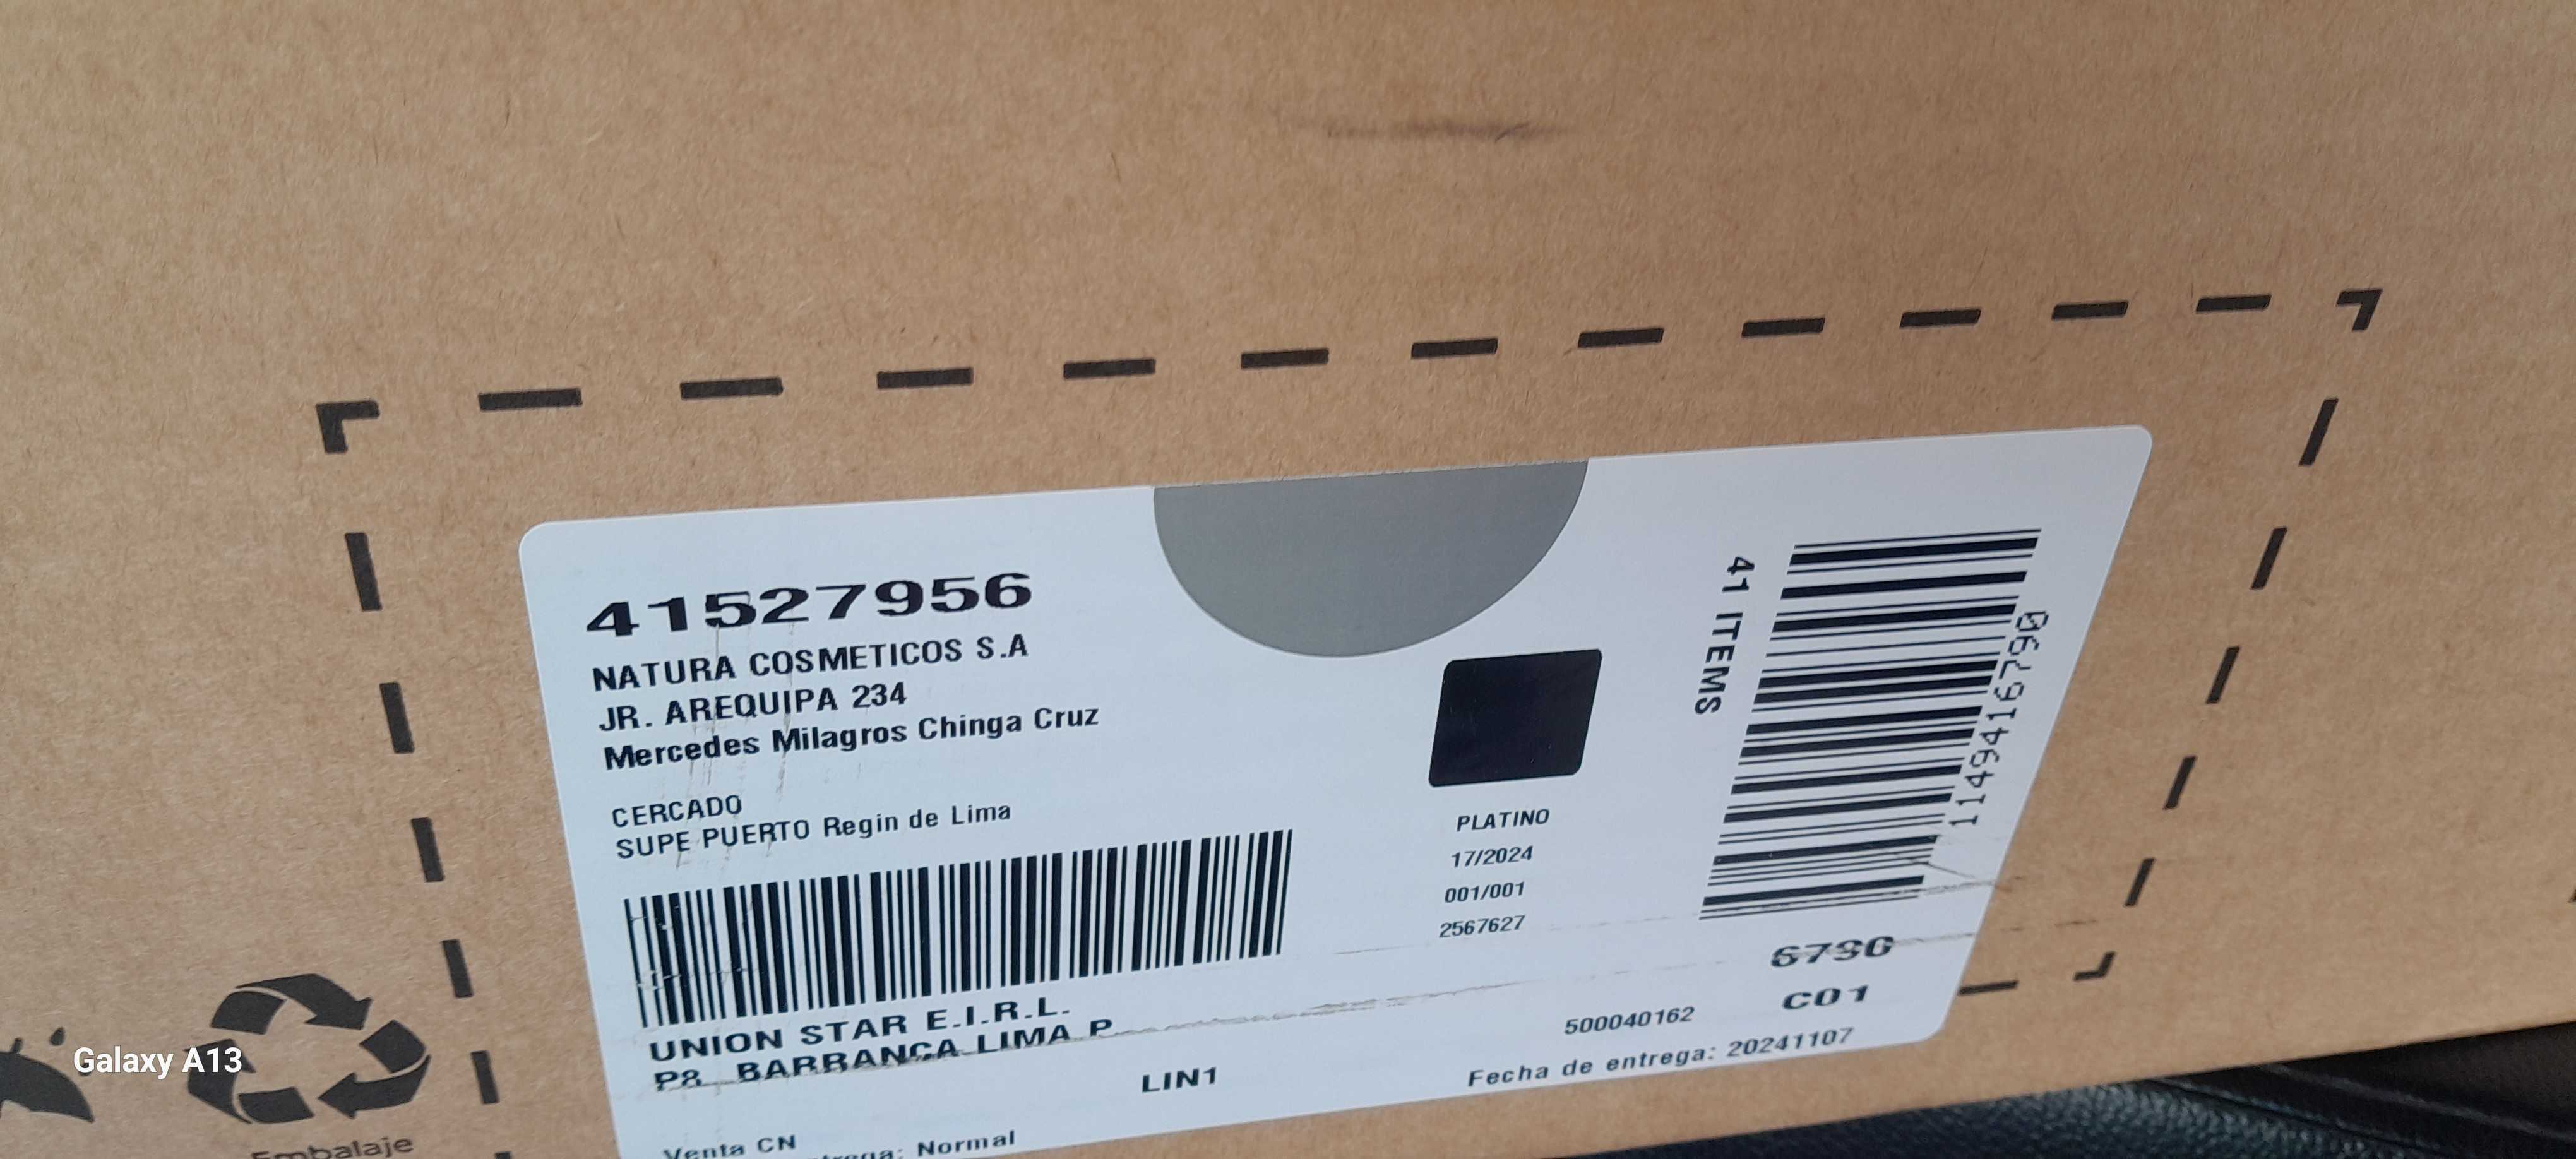 41527956
NATURA COSMETICOS S.A
JR. AREQUIPA 234
Mercedes Milagros Chinga Cruz
CERCADO
SUPE PUERTO Regin de Lima
UNION STAR E.I.R.L.
P8 BARRANCA LIMA P
LIN1
Venta CN
Normal
PLATINO
17/2024
001/001
2567627
41 ITEMS
114941679
C01
500040162
Fecha de entrega: 20241107
Embalaje
Galaxy A13